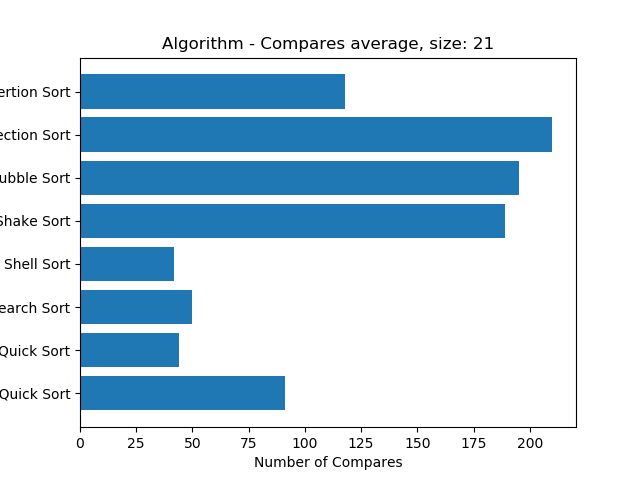 Algorithm - Compares average, size: 21
ertion Sort
ection Sort
ubble Sort
Shake Sort
Shell Sort
earch Sort
Quick Sort
Quick Sort
0 25 50 75 100 125 150 175 200
Number of Compares